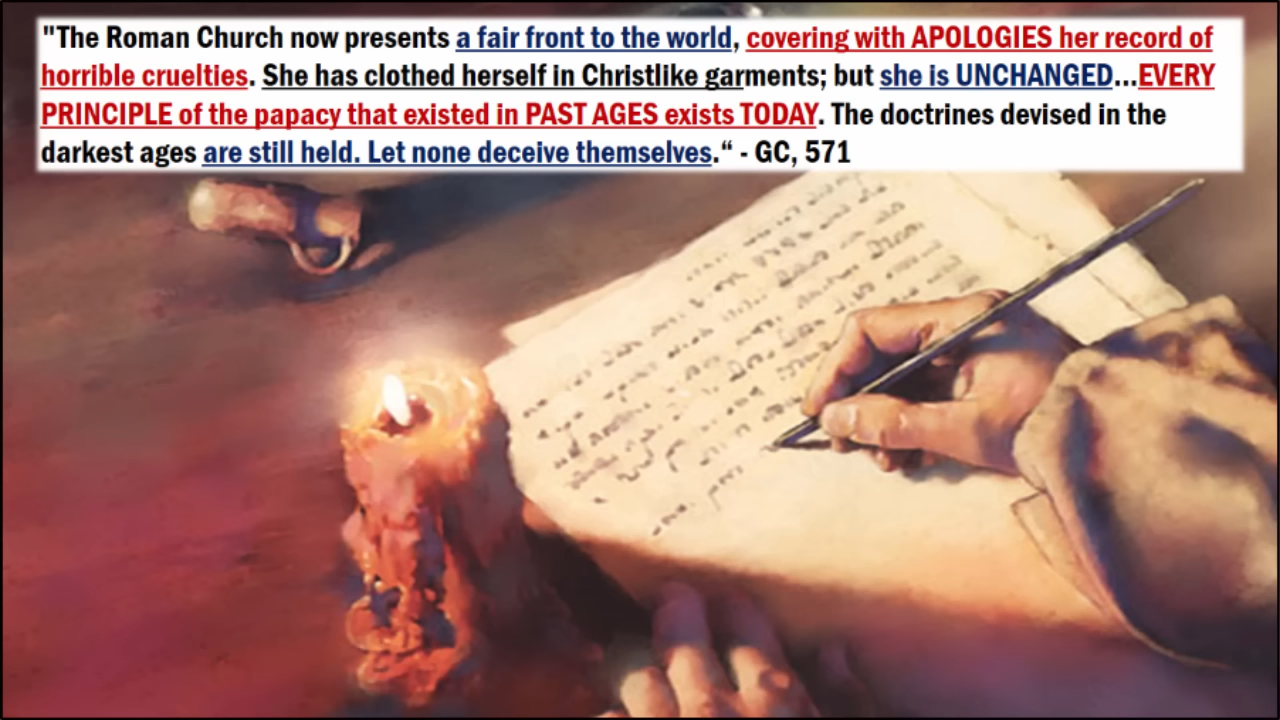 "The Roman Church now presents a fair front to the world, covering with APOLOGIES her record of
horrible cruelties. She has clothed herself in Christlike garments; but she is UNCHANGED...EVERY
PRINCIPLE of the papacy that existed in PAST AGES exists TODAY. The doctrines devised in the
darkest ages are still held. Let none deceive themselves.“ - GC, 571